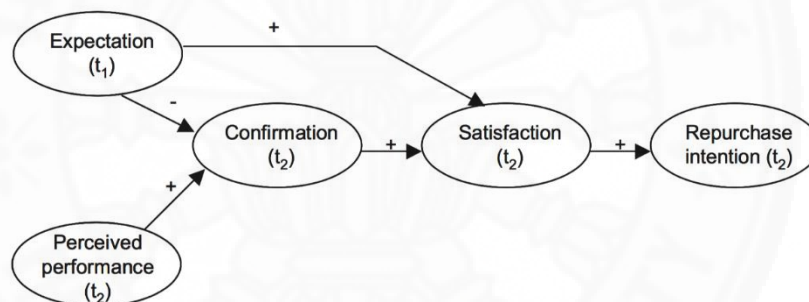 Expectation
(t1)
+
-
Confirmation
(t2)
+
Satisfaction
(t2)
+
Repurchase
intention (t2)
+
Perceived
performance
(t2)